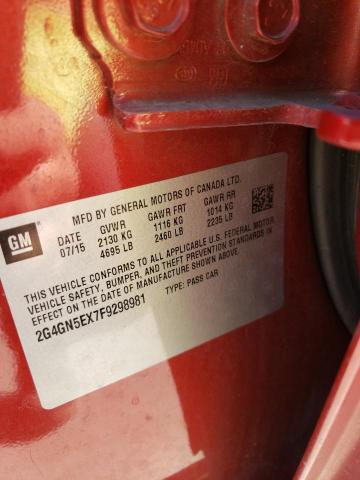 GM
MFD BY GENERAL MOTORS OF CANADA LTD.
DATE GVWR GAWR FRT GAWR RR
07/15 2130 KG 1116 KG 1014 KG
4695 LB 2460 LB 2235 LB
THIS VEHICLE CONFORMS TO ALL APPLICABLE U.S. FEDERAL MOTOR
VEHICLE SAFETY, BUMPER, AND THEFT PREVENTION STANDARDS IN
EFFECT ON THE DATE OF MANUFACTURE SHOWN ABOVE.
2G4GN5EX7F9298981 TYPE: PASS CAR